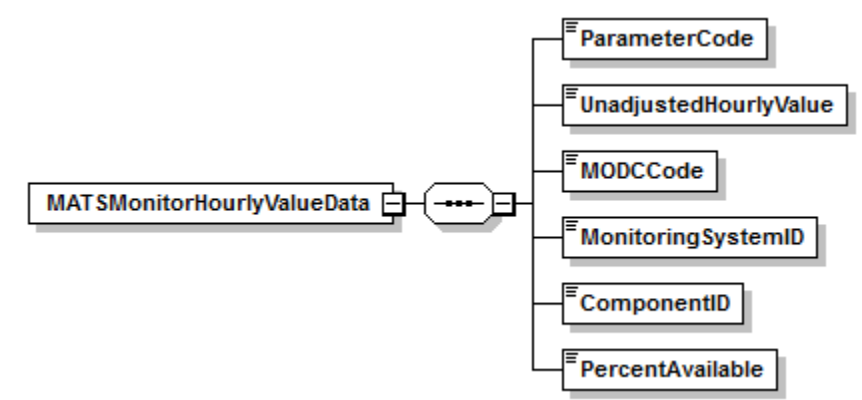 ParameterCode
UnadjustedHourlyValue
MODCCode
MATSMonitorHourlyValueData
MonitoringSystemID
ComponentID
PercentAvailable